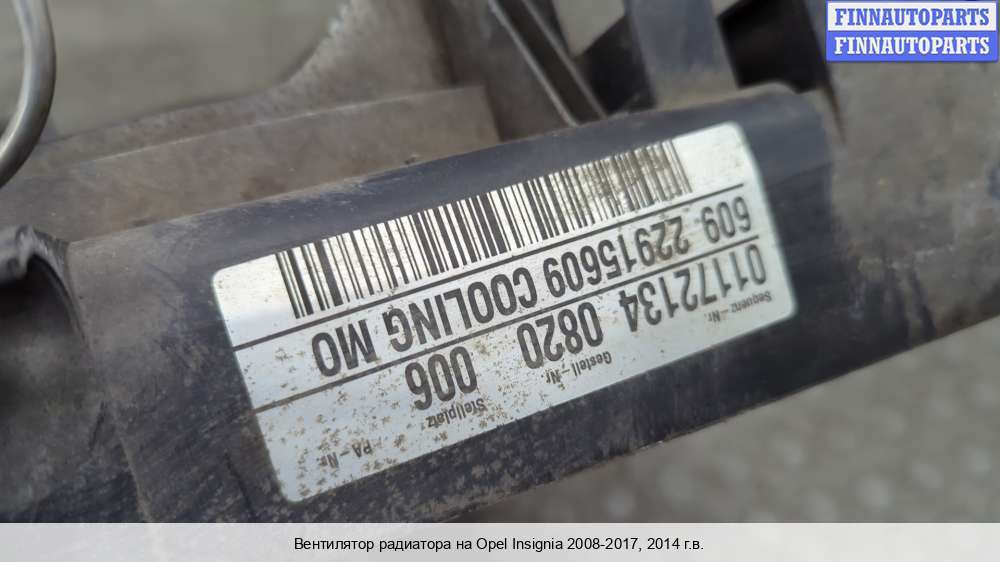 FINNAUTOPARTS
FINNAUTOPARTS
Sequenz-Nr. Gestell-Nr. Stellplatz PA-Nr.
01172134 0820 006
609 22915609 COOLING MO
Вентилятор радиатора на Opel Insignia 2008-2017, 2014 г.в.